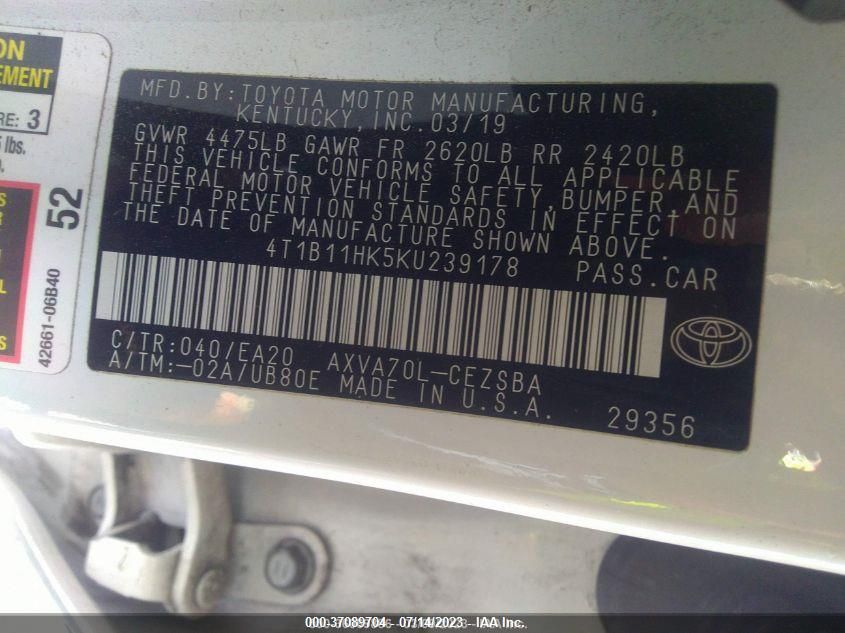 ON
EMENT
RE: 3
lbs.
52
42661-06B40
MFD.BY:TOYOTA MOTOR MANUFACTURING,
KENTUCKY, INC. 03/19
GVWR 4475LB GAWR FR 2620LB RR 2420LB
THIS VEHICLE CONFORMS TO ALL APPLICABLE
FEDERAL MOTOR VEHICLE SAFETY, BUMPER, AND
THEFT PREVENTION STANDARDS IN EFFECT ON
THE DATE OF MANUFACTURE SHOWN ABOVE.
4T1B11HK5KU239178 PASS.CAR
C/TR:040/EA20 AXVA70L-CEZSBA
A/TM:-02A/UB80E MADE IN U.S.A.
29356
000-37089704 - 07/14/2023 - IAA Inc.